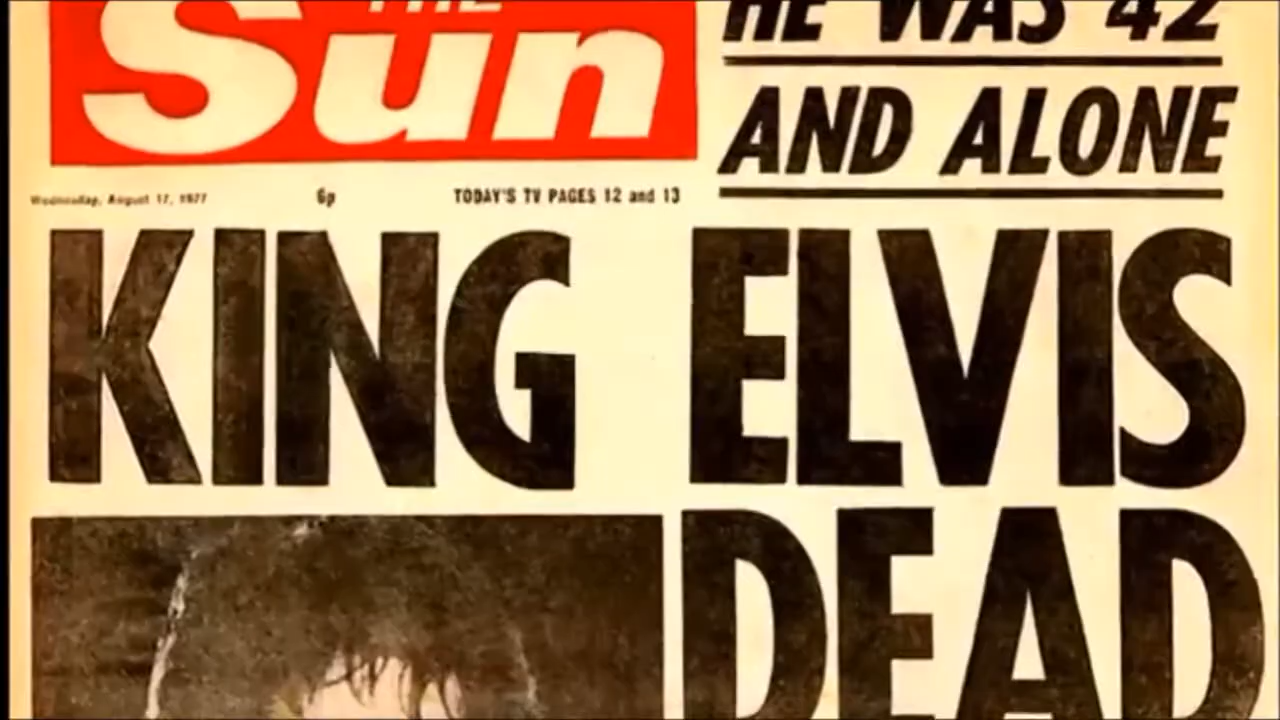 THE
Sun
HE WAS 42
AND ALONE
Wednesday, August 17, 1977
6p
TODAY'S TV PAGES 12 and 13
KING ELVIS
DEAD